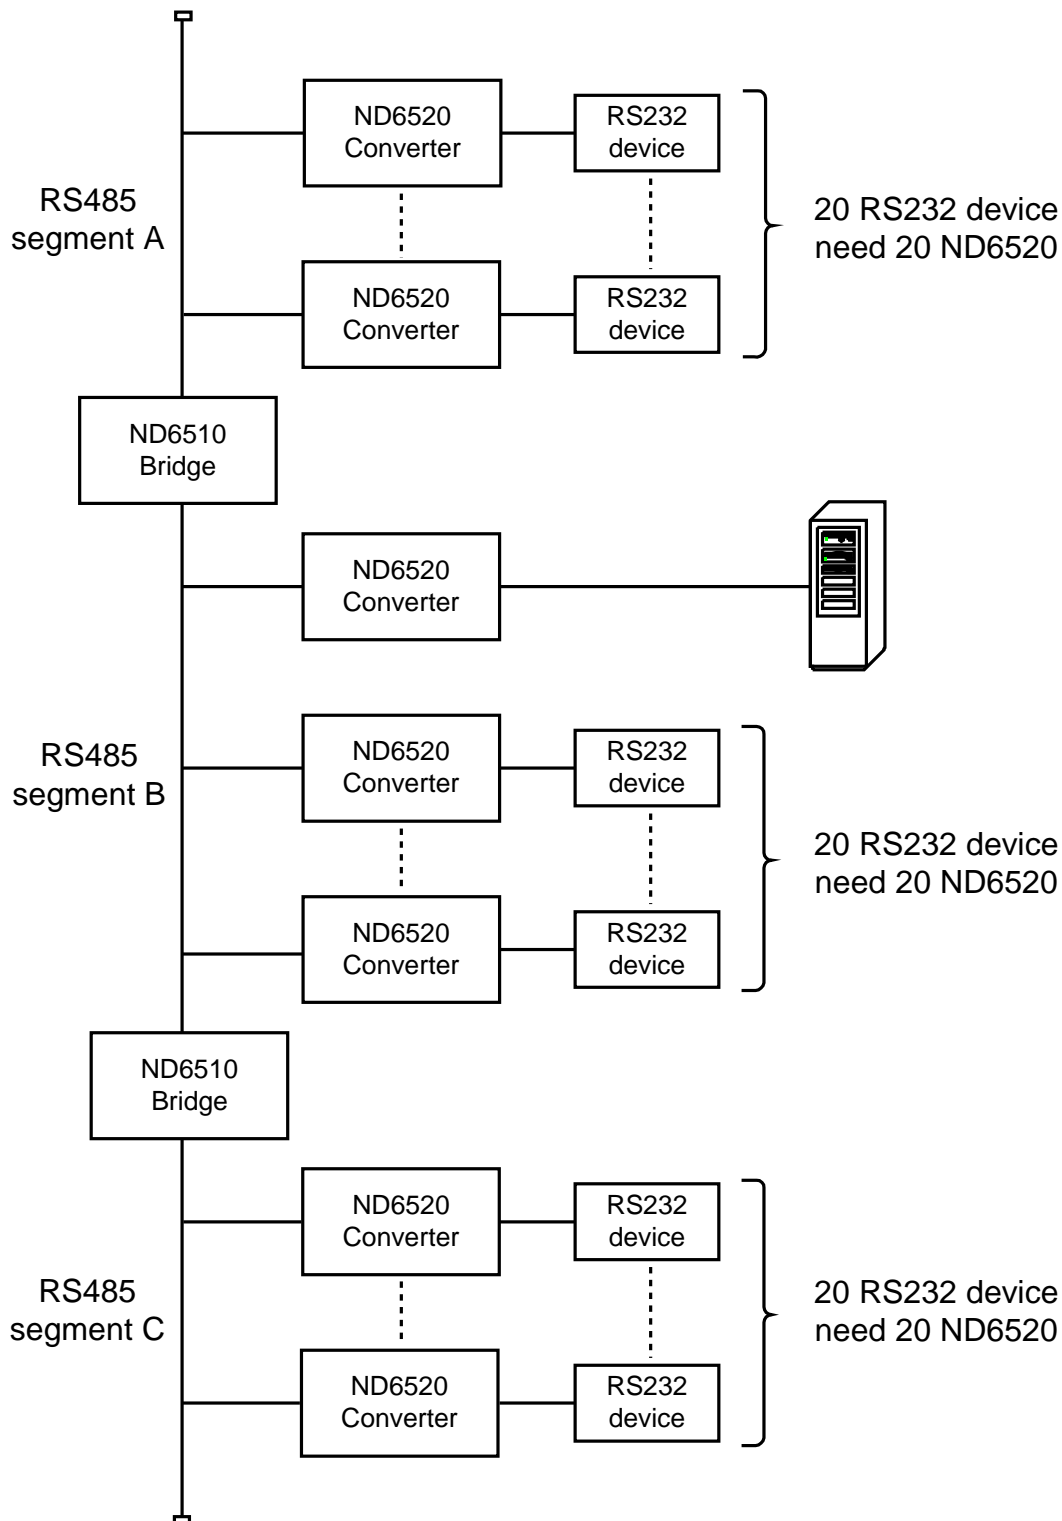 ND6520
Converter
RS232
device
RS485
segment A
20 RS232 device
need 20 ND6520
ND6520
Converter
RS232
device
ND6510
Bridge
ND6520
Converter
ND6520
Converter
RS232
device
RS485
segment B
20 RS232 device
need 20 ND6520
ND6520
Converter
RS232
device
ND6510
Bridge
ND6520
Converter
RS232
device
RS485
segment C
20 RS232 device
need 20 ND6520
ND6520
Converter
RS232
device